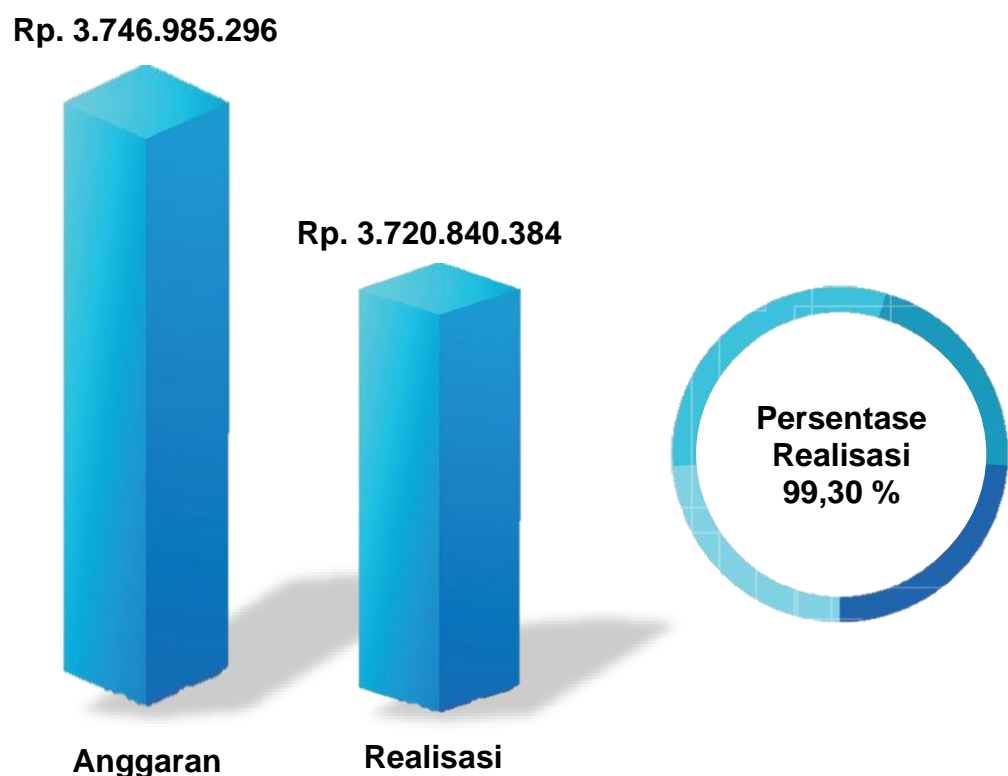 Rp. 3.746.985.296
Rp. 3.720.840.384
Persentase
Realisasi
99,30 %
Anggaran
Realisasi